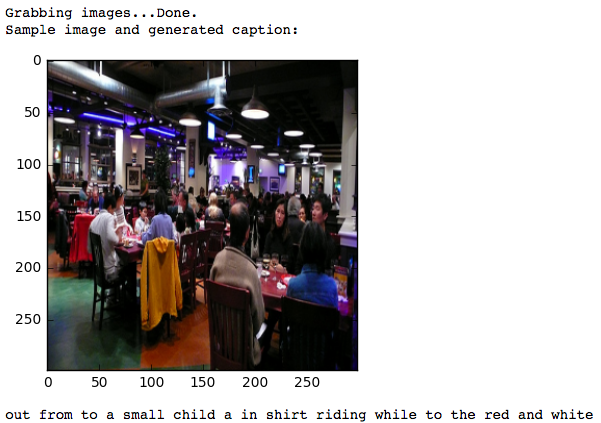 Grabbing images...Done.
Sample image and generated caption:
0
50
100
150
200
250
0 50 100 150 200 250
out from to a small child a in shirt riding while to the red and white